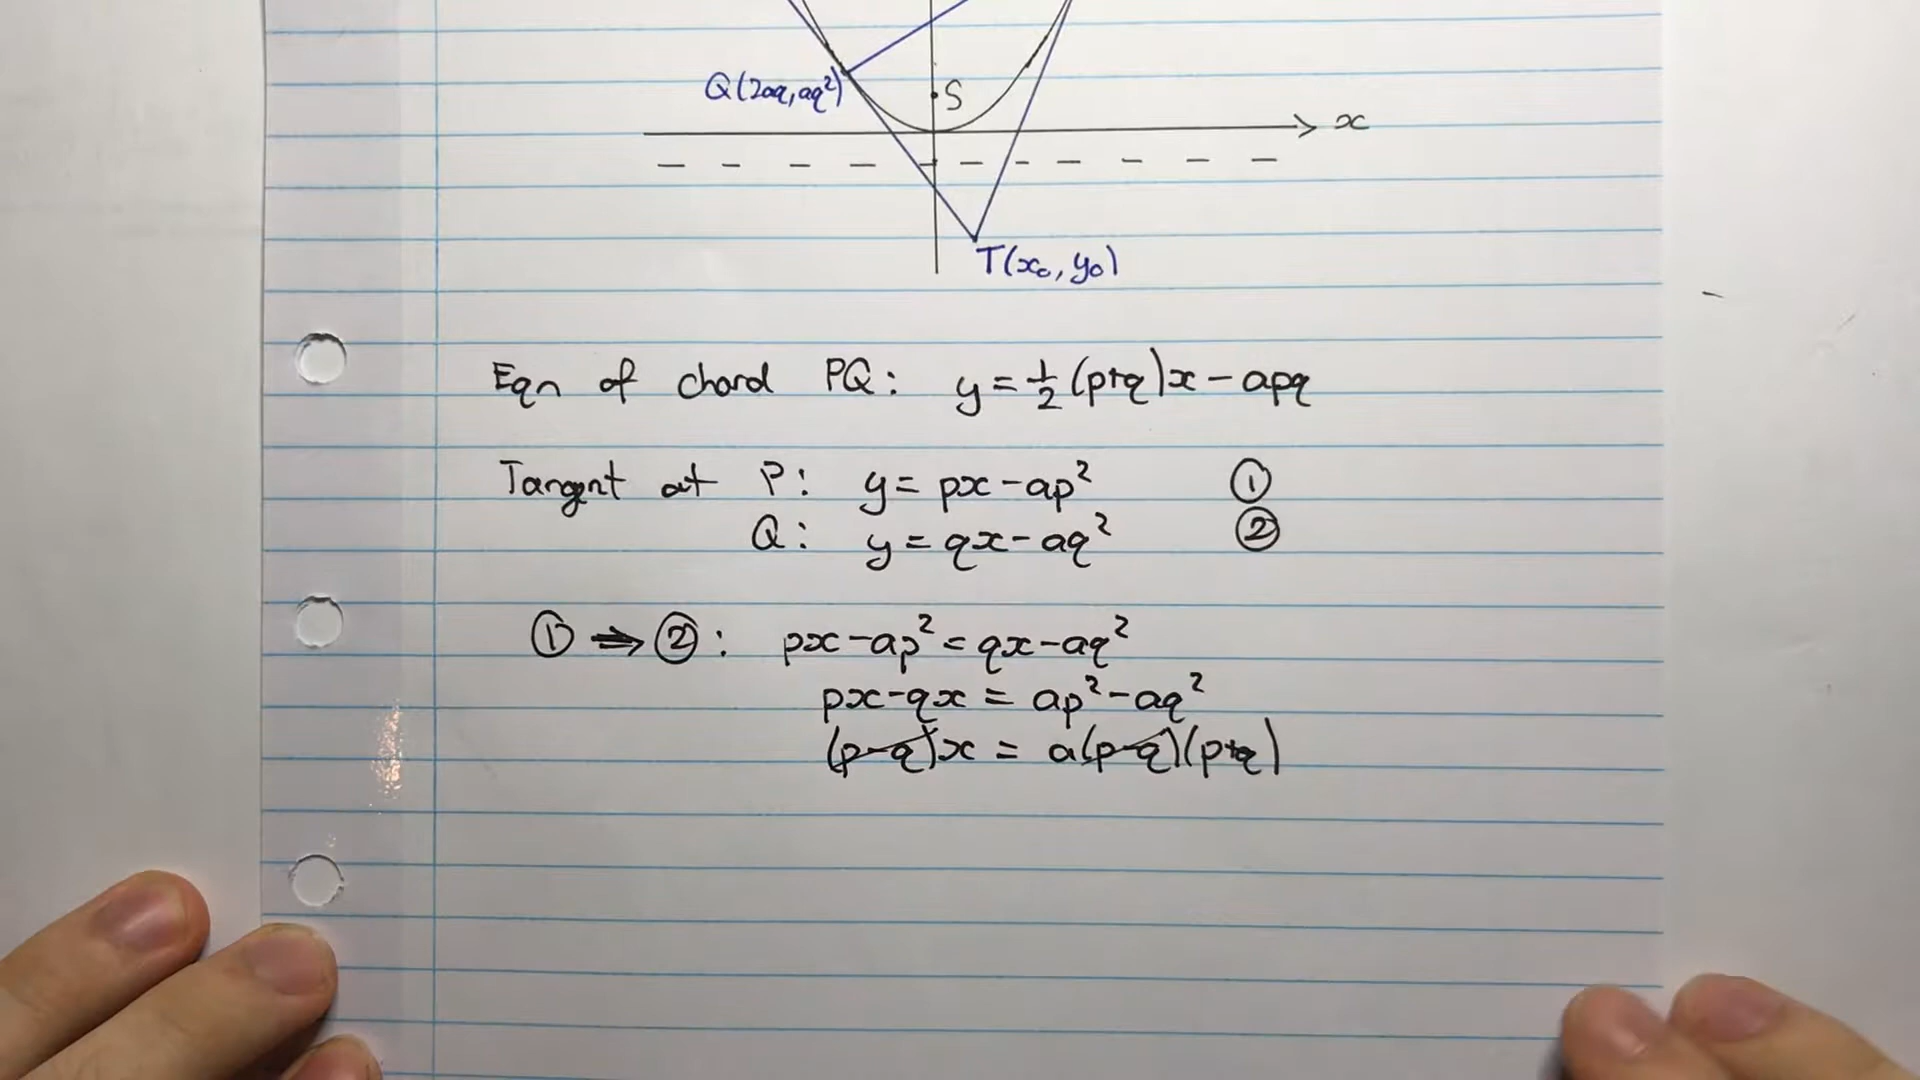 Q(2aq, aq²)
S
x
T(x₀, y₀)
Eqn of chord PQ: y = ½(p+q)x - apq
Tangent at P: y = px - ap² ①
Q: y = qx - aq² ②
① → ②: px - ap² = qx - aq²
px - qx = ap² - aq²
(p-q)x = a(p-q)(p+q)